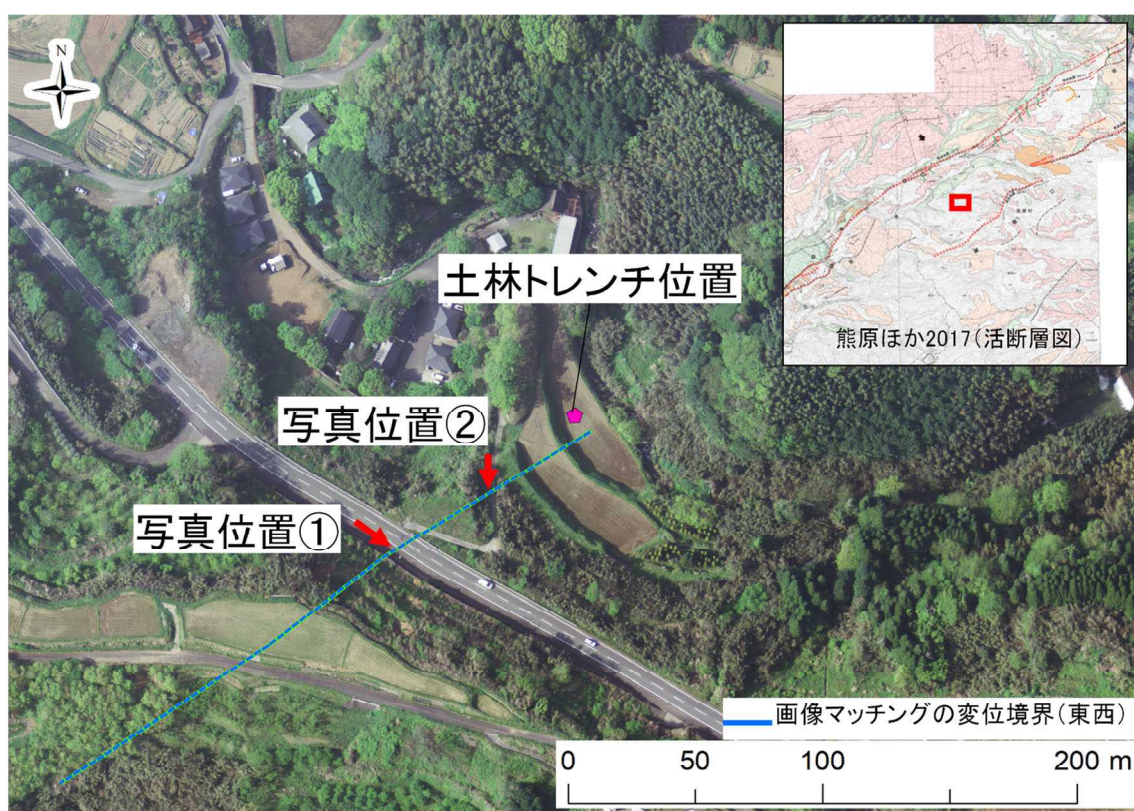 N
土林トレンチ位置
熊原ほか2017(活断層図)
写真位置②
写真位置①
画像マッチングの変位境界(東西)
0 50 100 200 m